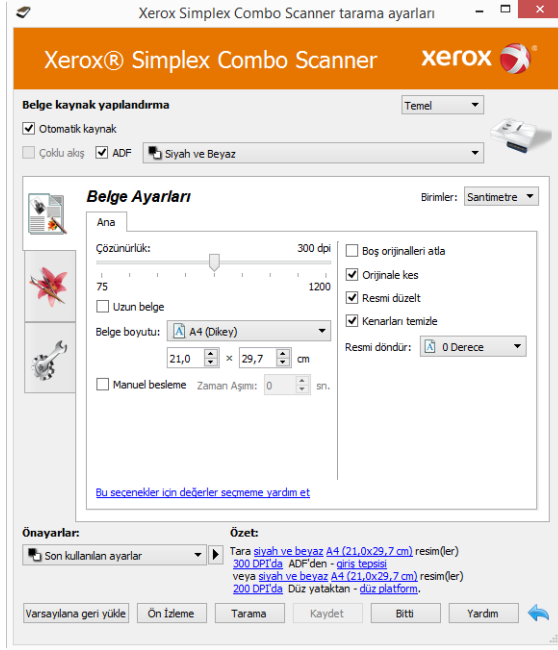 Xerox Simplex Combo Scanner tarama ayarları
Xerox® Simplex Combo Scanner xerox
Belge kaynak yapılandırma Temel
Otomatik kaynak
Çoklu akış ADF Siyah ve Beyaz
Belge Ayarları Birimler: Santimetre
Ana
Çözünürlük: 300 dpi
75 1200
Uzun belge
Belge boyutu: A4 (Dikey)
21,0 × 29,7 cm
Manuel besleme Zaman Aşımı: 0 sn.
Boş orijinalleri atla
Orijinale kes
Resmi düzelt
Kenarları temizle
Resmi döndür: 0 Derece
Bu seçenekler için değerler seçmeme yardım et
Önayarlar: Özet:
Son kullanılan ayarlar
Tara siyah ve beyaz A4 (21,0x29,7 cm) resim(ler)
300 DPI'da ADF'den - giriş tepsisi
veya siyah ve beyaz A4 (21,0x29,7 cm) resim(ler)
200 DPI'da Düz yataktan - düz platform.
Varsayılana geri yükle Ön İzleme Tarama Kaydet Bitti Yardım